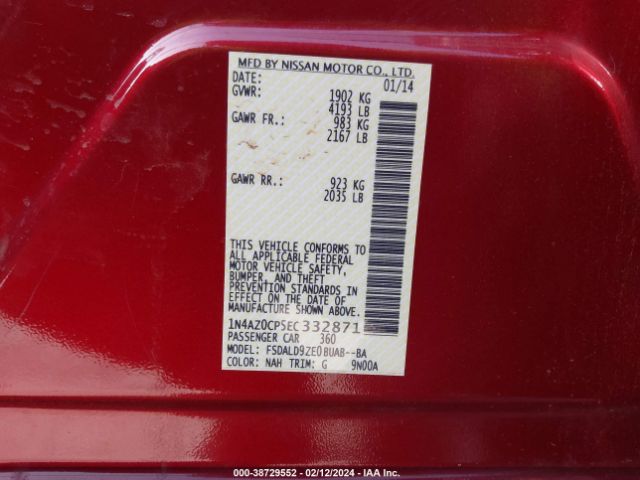 MFD BY NISSAN MOTOR CO., LTD.
DATE: 01/14
GVWR: 1902 KG
4193 LB
GAWR FR.: 983 KG
2167 LB
GAWR RR.: 923 KG
2035 LB
THIS VEHICLE CONFORMS TO
ALL APPLICABLE FEDERAL
MOTOR VEHICLE SAFETY,
BUMPER, AND THEFT
PREVENTION STANDARDS IN
EFFECT ON THE DATE OF
MANUFACTURE SHOWN ABOVE.
1N4AZ0CP5EC332871
PASSENGER CAR 360
MODEL: FSDALD9ZE0BUAB--BA
COLOR: NAH TRIM: G 9N00A
000-38729552 - 02/12/2024 - IAA Inc.